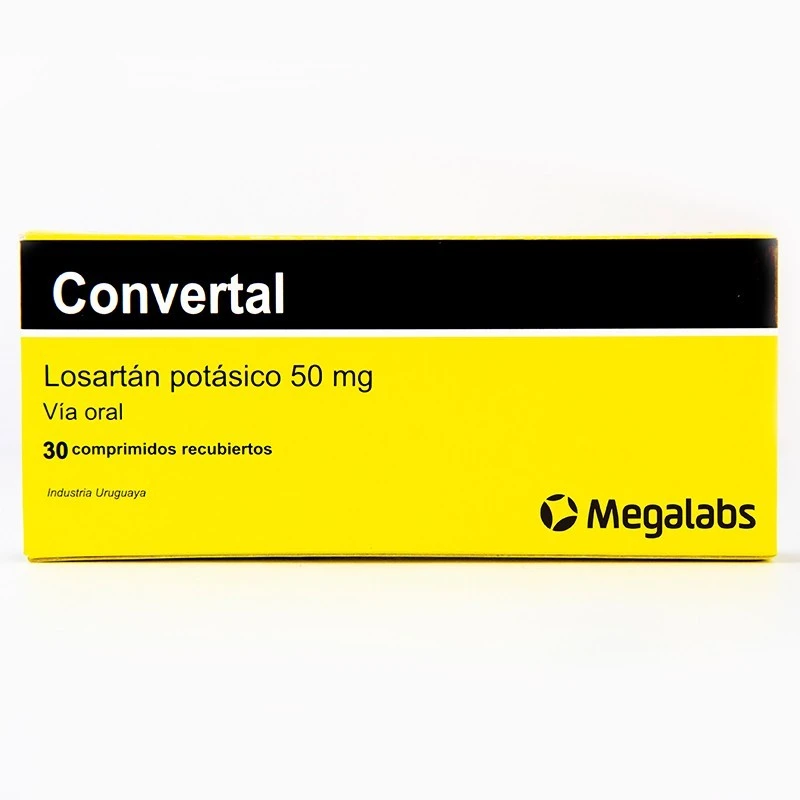 Convertal
Losartán potásico 50 mg
Vía oral
30 comprimidos recubiertos
Industria Uruguaya
Megalabs